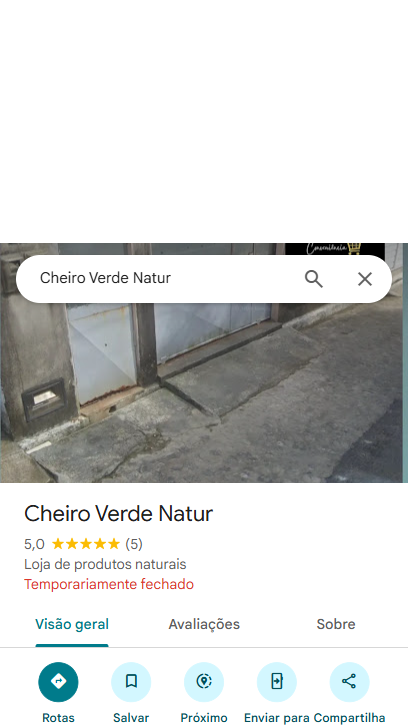 Conveniência
Cheiro Verde Natur
Cheiro Verde Natur
5,0 (5)
Loja de produtos naturais
Temporariamente fechado
Visão geral Avaliações Sobre
Rotas Salvar Próximo Enviar para Compartilha